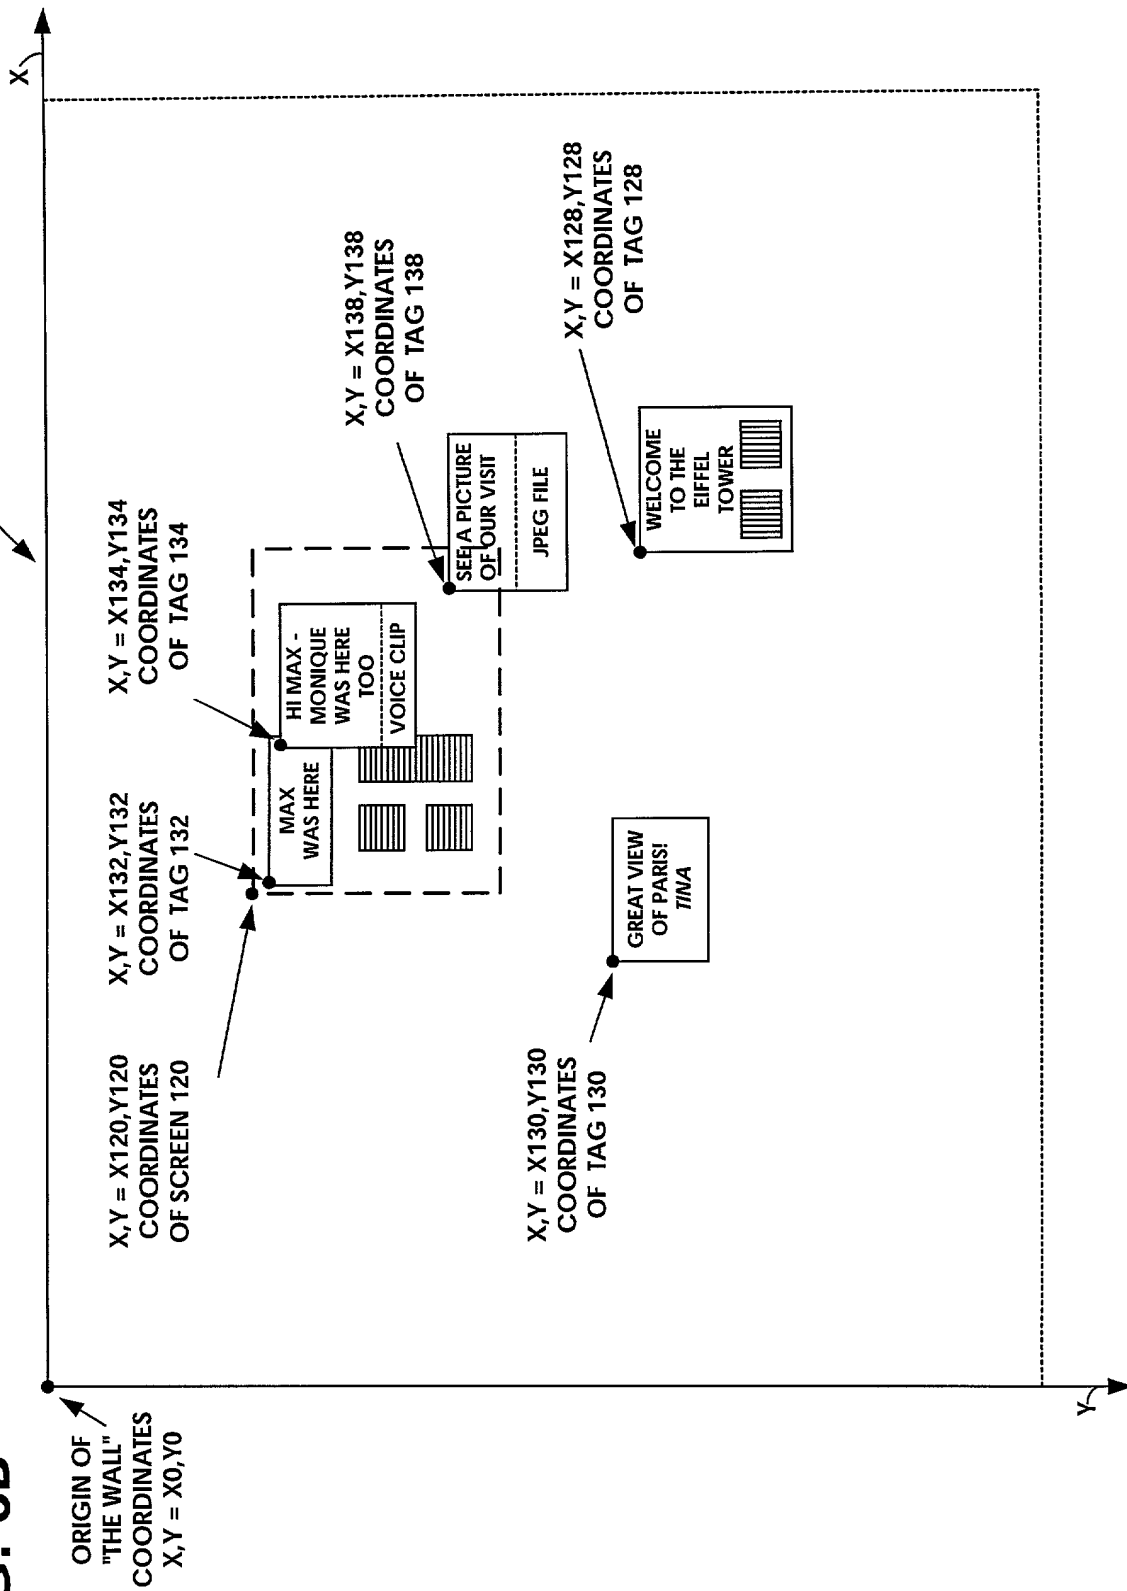 X
ORIGIN OF
"THE WALL"
COORDINATES
X,Y = X0,Y0
X,Y = X120,Y120
COORDINATES
OF SCREEN 120
X,Y = X132,Y132
COORDINATES
OF TAG 132
X,Y = X134,Y134
COORDINATES
OF TAG 134
MAX
WAS HERE
HI MAX -
MONIQUE
WAS HERE
TOO
VOICE CLIP
X,Y = X138,Y138
COORDINATES
OF TAG 138
SEE A PICTURE
OF OUR VISIT
JPEG FILE
X,Y = X130,Y130
COORDINATES
OF TAG 130
GREAT VIEW
OF PARIS!
TINA
X,Y = X128,Y128
COORDINATES
OF TAG 128
WELCOME
TO THE
EIFFEL
TOWER
Y